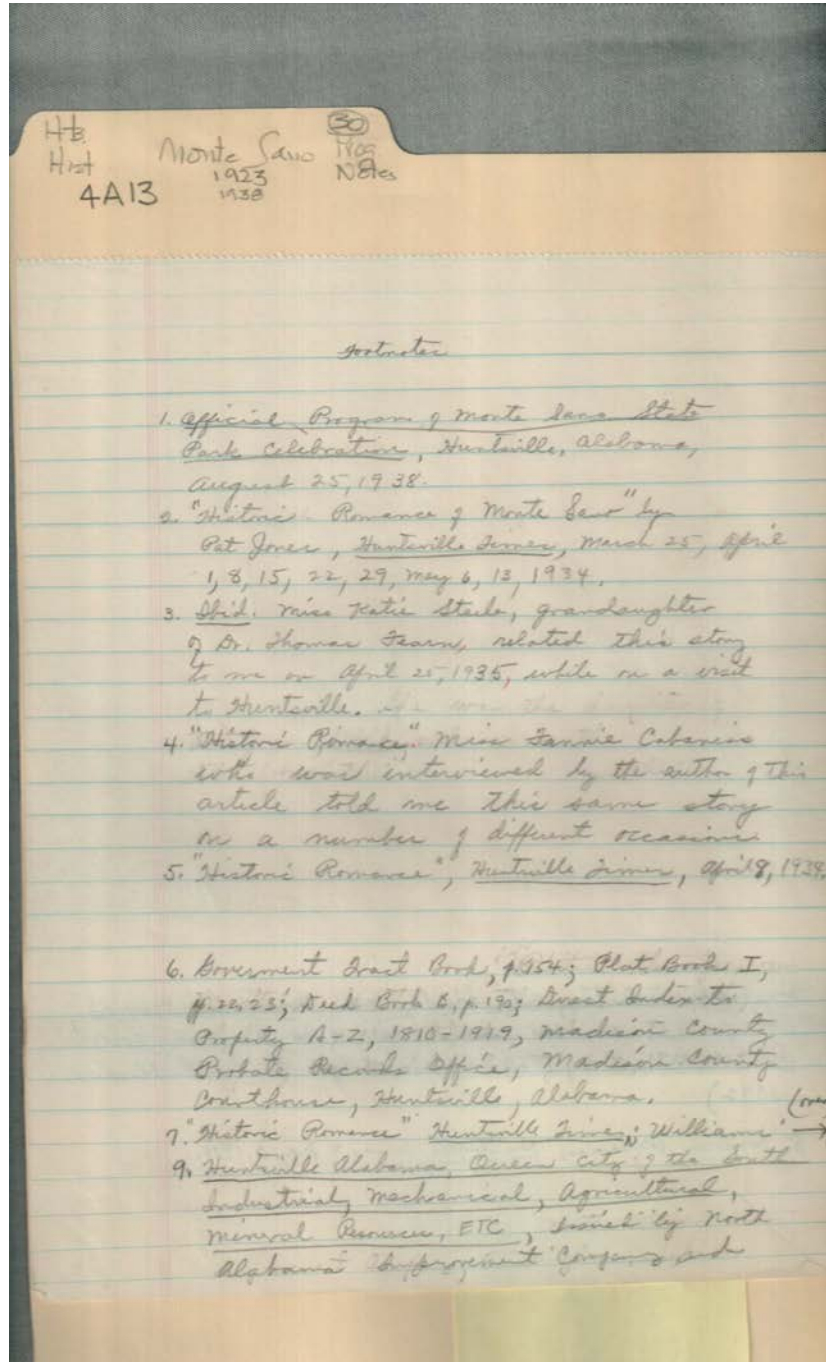 Hts.
Hist
4A13
Monte Sano
1923
1938
30
Prog
Notes
Footnotes
1. Official Program of Monte Sano State
Park Celebration, Huntsville, Alabama,
August 25, 1938.
2. "Historic Romance of Monte Sano" by
Pat Jones, Huntsville Times, March 25, April
1, 8, 15, 22, 29, May 6, 13, 1934.
3. Ibid. Miss Katie Steele, grandaughter
of Dr. Thomas Fearn, related this story
to me on April 25, 1935, while on a visit
to Huntsville.
4. "Historic Romance", Miss Fannie Cabaniss
who was interviewed by the author of this
article told me this same story
on a number of different occasions
5. "Historic Romance", Huntsville Times, April 8, 1934.
6. Government Tract Book, p. 154; Plat Book I,
pp. 22, 23; Deed Book B, p. 190; Direct Index to
Property A-Z, 1810-1919, Madison County
Probate Records Office, Madison County
Courthouse, Huntsville, Alabama.
(over
7. "Historic Romance" Huntsville Times; Williams →
9. Huntsville Alabama, Queen City of the South
Industrial, Mechanical, Agricultural,
Mineral Resources, ETC, issued by North
Alabama Improvement Company and